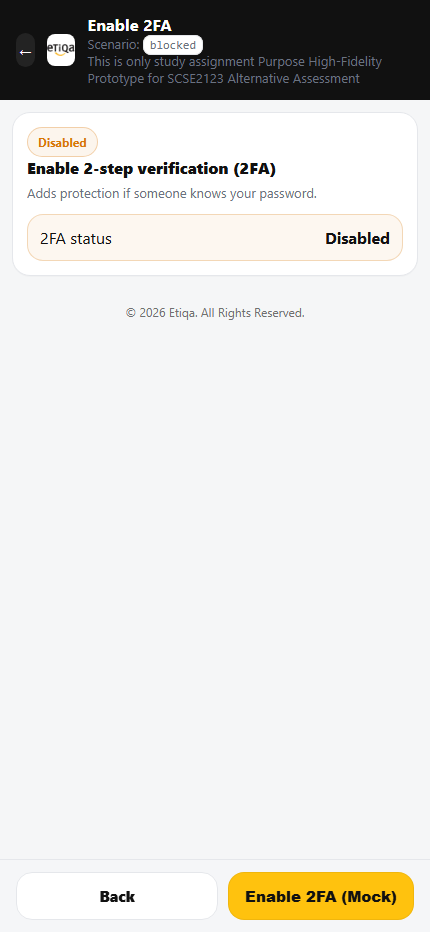 Enable 2FA
←
eTiQa
Scenario: blocked
This is only study assignment Purpose High-Fidelity
Prototype for SCSE2123 Alternative Assessment
Disabled
Enable 2-step verification (2FA)
Adds protection if someone knows your password.
2FA status Disabled
© 2026 Etiqa. All Rights Reserved.
Back Enable 2FA (Mock)